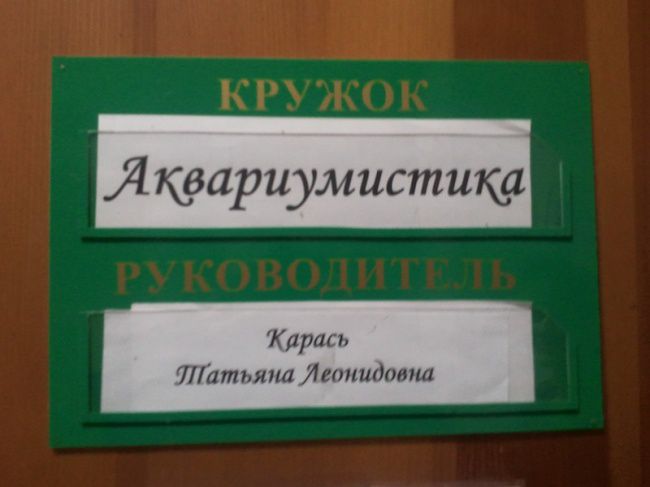 КРУЖОК
Аквариумистика
РУКОВОДИТЕЛЬ
Карась
Татьяна Леонидовна